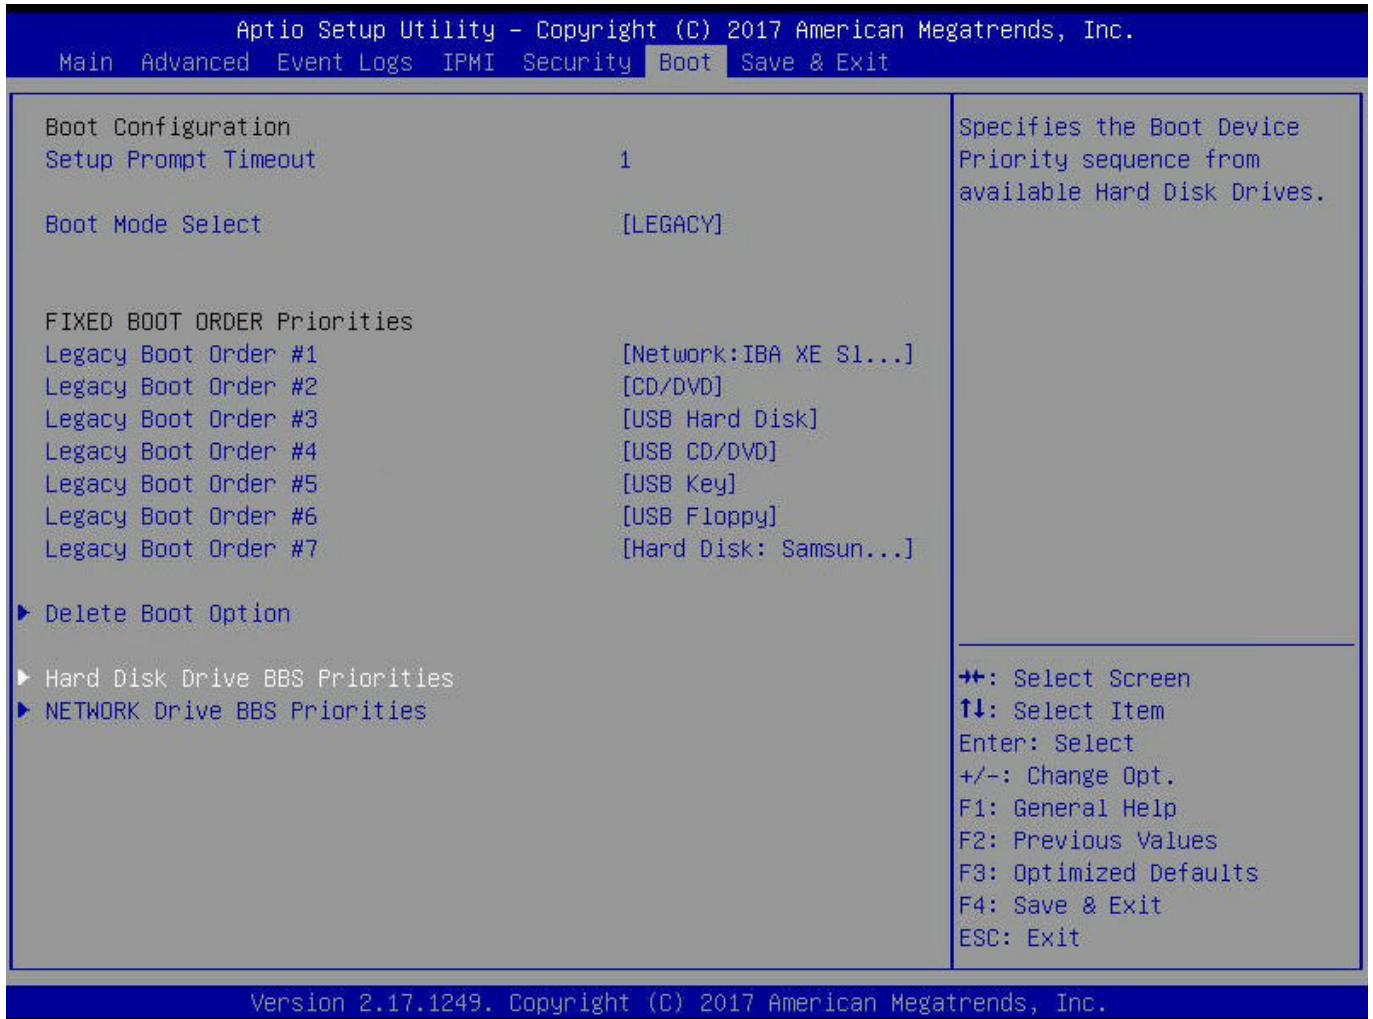 Aptio Setup Utility – Copyright (C) 2017 American Megatrends, Inc.
Main Advanced Event Logs IPMI Security Boot Save & Exit
Boot Configuration
Setup Prompt Timeout 1
Boot Mode Select [LEGACY]
FIXED BOOT ORDER Priorities
Legacy Boot Order #1 [Network:IBA XE Sl...]
Legacy Boot Order #2 [CD/DVD]
Legacy Boot Order #3 [USB Hard Disk]
Legacy Boot Order #4 [USB CD/DVD]
Legacy Boot Order #5 [USB Key]
Legacy Boot Order #6 [USB Floppy]
Legacy Boot Order #7 [Hard Disk: Samsun...]
Delete Boot Option
Hard Disk Drive BBS Priorities
NETWORK Drive BBS Priorities
Specifies the Boot Device
Priority sequence from
available Hard Disk Drives.
→←: Select Screen
↑↓: Select Item
Enter: Select
+/-: Change Opt.
F1: General Help
F2: Previous Values
F3: Optimized Defaults
F4: Save & Exit
ESC: Exit
Version 2.17.1249. Copyright (C) 2017 American Megatrends, Inc.